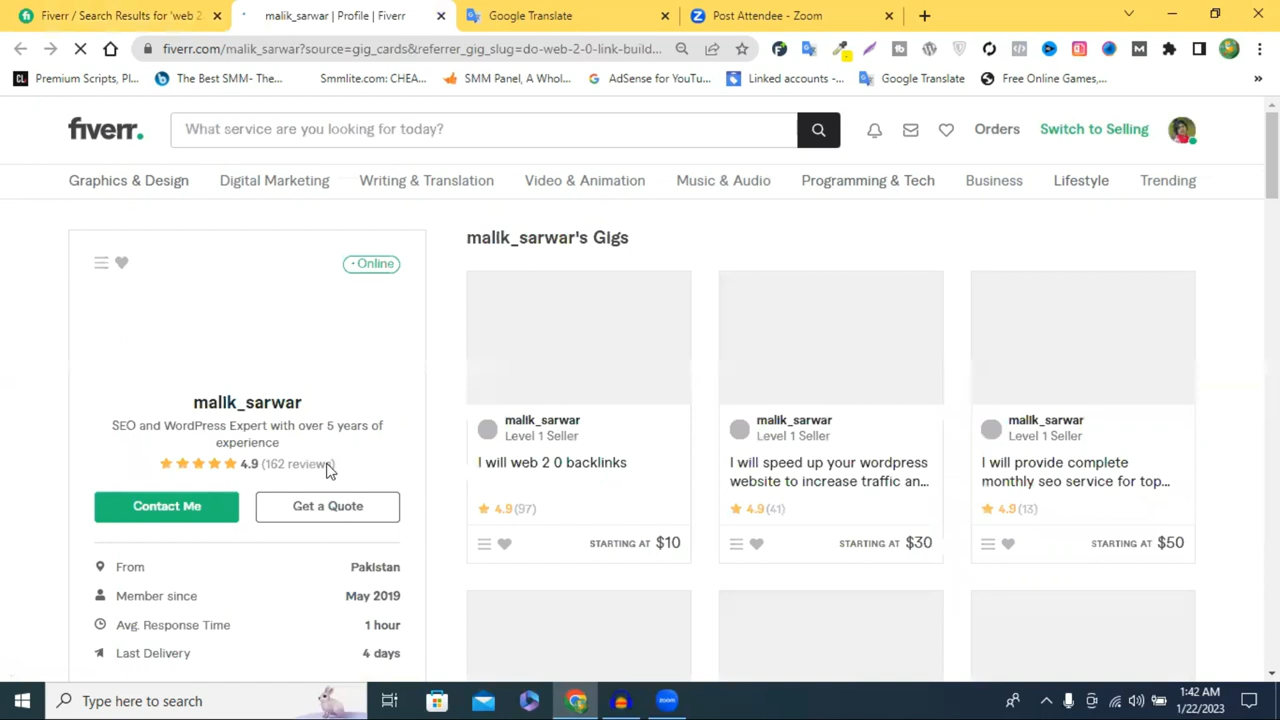 Fiverr / Search Results for 'web 2.
malik_sarwar | Profile | Fiverr
Google Translate
Post Attendee - Zoom
fiverr.com/malik_sarwar?source=gig_cards&referrer_gig_slug=do-web-2-0-link-build...
Premium Scripts, Pl...
The Best SMM- The...
Smmlite.com: CHEA...
SMM Panel, A Whol...
AdSense for YouTu...
Linked accounts -...
Google Translate
Free Online Games,...
fiverr.
What service are you looking for today?
Orders
Switch to Selling
Graphics & Design
Digital Marketing
Writing & Translation
Video & Animation
Music & Audio
Programming & Tech
Business
Lifestyle
Trending
Online
malik_sarwar
SEO and WordPress Expert with over 5 years of
experience
4.9 (162 reviews)
Contact Me
Get a Quote
From Pakistan
Member since May 2019
Avg. Response Time 1 hour
Last Delivery 4 days
malik_sarwar's Gigs
malik_sarwar
Level 1 Seller
I will web 2 0 backlinks
4.9 (97)
STARTING AT $10
malik_sarwar
Level 1 Seller
I will speed up your wordpress
website to increase traffic an...
4.9 (41)
STARTING AT $30
malik_sarwar
Level 1 Seller
I will provide complete
monthly seo service for top...
4.9 (13)
STARTING AT $50
Type here to search
zoom
1:42 AM
1/22/2023